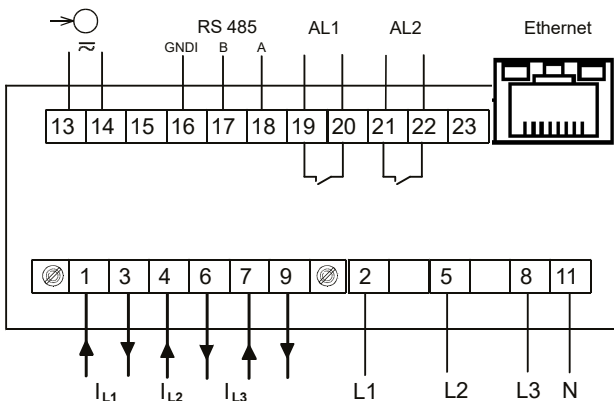 RS 485 AL1 AL2 Ethernet
GNDI B A
13 14 15 16 17 18 19 20 21 22 23
1 3 4 6 7 9 2 5 8 11
IL1 IL2 IL3 L1 L2 L3 N